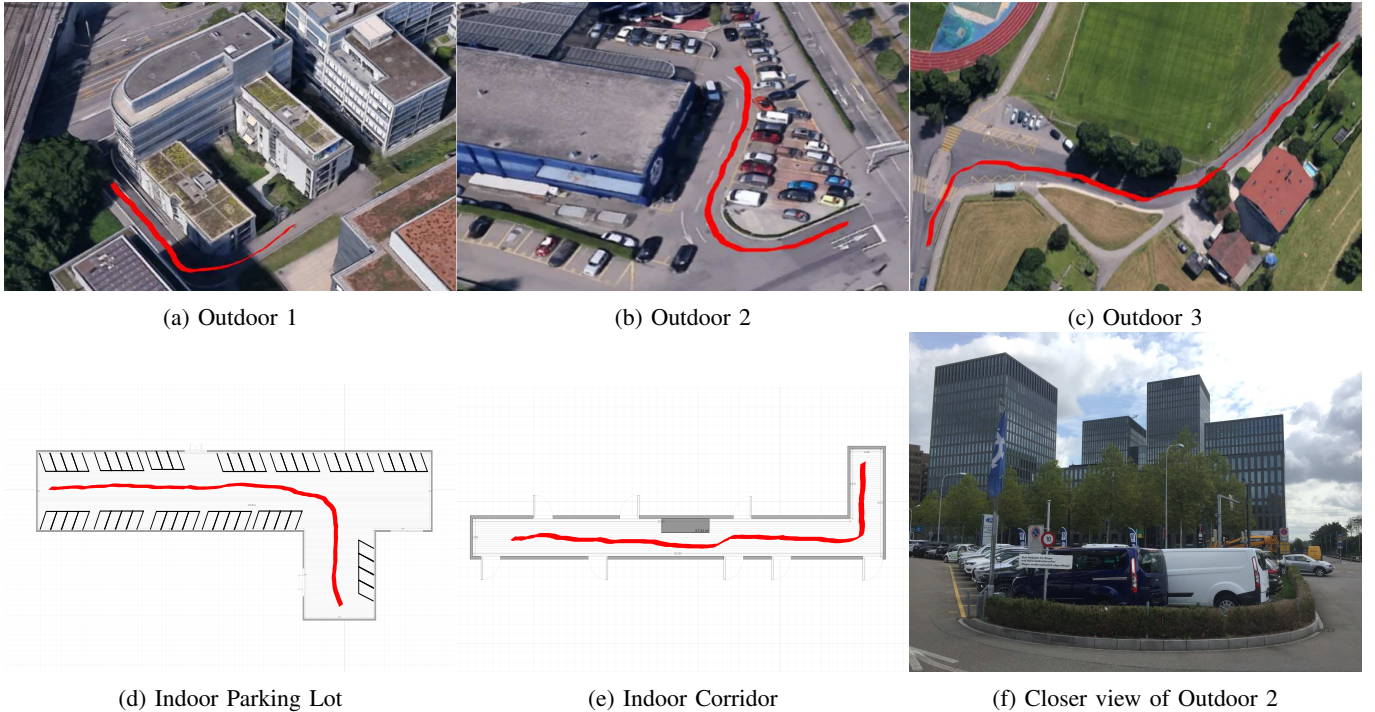 (a) Outdoor 1
(b) Outdoor 2
(c) Outdoor 3
(d) Indoor Parking Lot
(e) Indoor Corridor
(f) Closer view of Outdoor 2